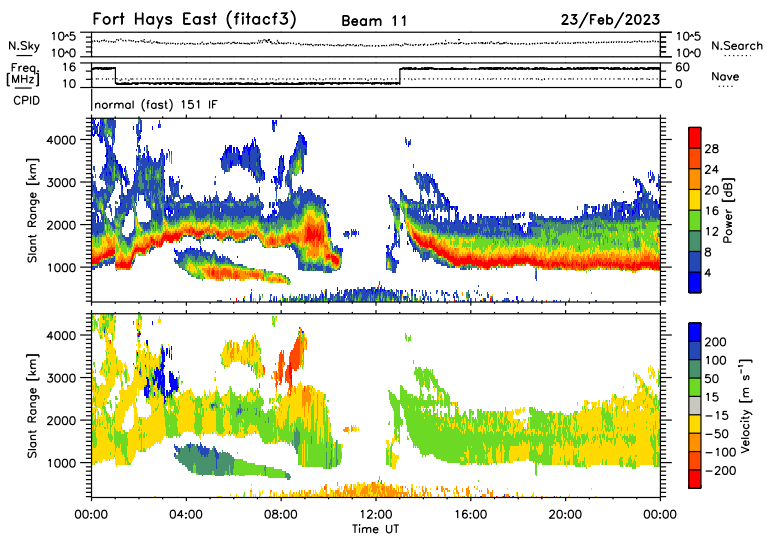 Fort Hays East (fitacf3) Beam 11 23/Feb/2023
N.Sky 10^5 10^0 10^5 10^0 N.Search
Freq. [MHz] 16 10 60 0 Nave
CPID normal (fast) 151 IF
Slant Range [km]
4000
3000
2000
1000
28
24
20
16
12
8
4
Power [dB]
Slant Range [km]
4000
3000
2000
1000
200
100
50
15
-15
-50
-100
-200
Velocity [m s⁻¹]
00:00 04:00 08:00 12:00 16:00 20:00 00:00
Time UT